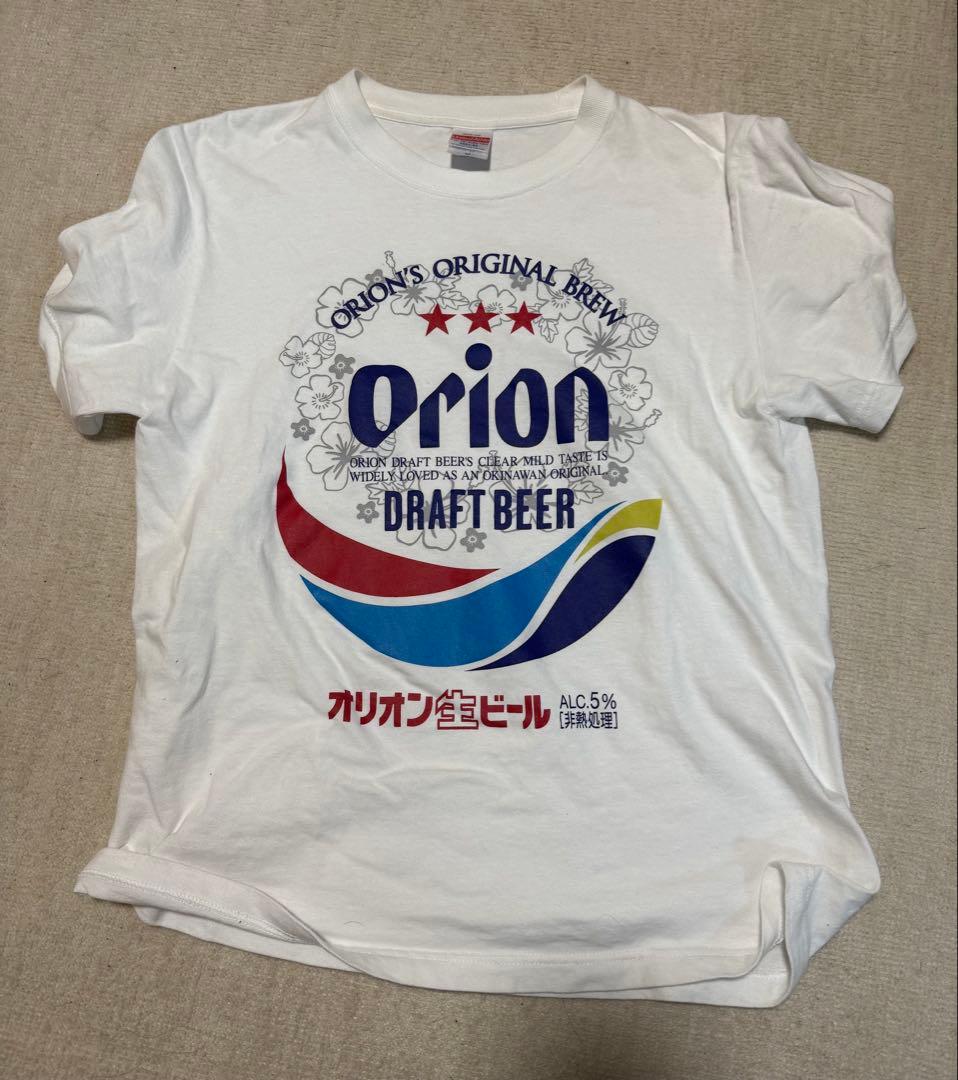 ORION'S ORIGINAL BREW
Orion
ORION DRAFT BEER'S CLEAR MILD TASTE IS
WIDELY LOVED AS AN OKINAWAN ORIGINAL.
DRAFT BEER
オリオン生ビール
ALC.5%
[非熱処理]